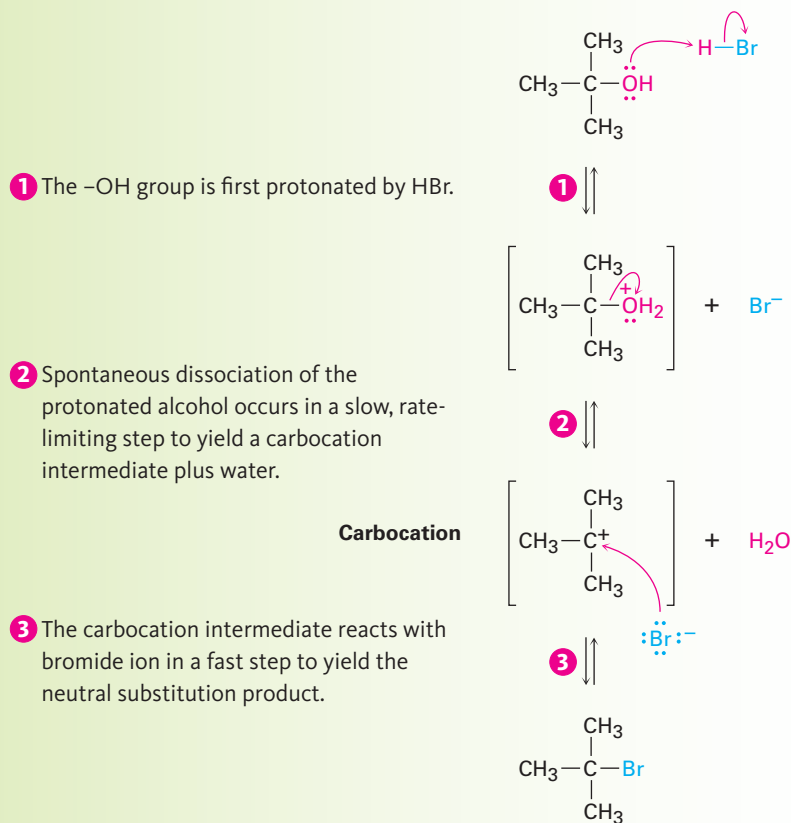 CH3
H—Br
CH3—C—ÖH
CH3
1 The –OH group is first protonated by HBr.
1
CH3
CH3—C—OH2
+
+ Br–
CH3
2 Spontaneous dissociation of the
protonated alcohol occurs in a slow, rate-
limiting step to yield a carbocation
intermediate plus water.
2
CH3
Carbocation
CH3—C+
+ H2O
CH3
3 The carbocation intermediate reacts with
bromide ion in a fast step to yield the
neutral substitution product.
:Br:–
3
CH3
CH3—C—Br
CH3